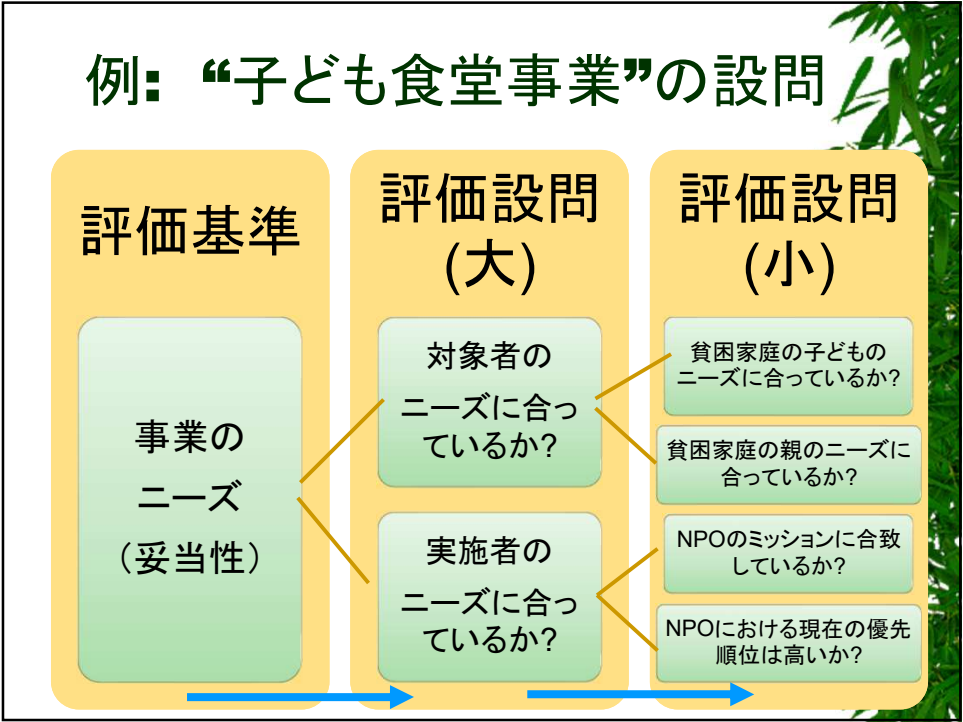 例: “子ども食堂事業”の設問
評価基準
事業の
ニーズ
（妥当性）
評価設問
(大)
対象者の
ニーズに合っ
ているか?
実施者の
ニーズに合っ
ているか?
評価設問
(小)
貧困家庭の子どもの
ニーズに合っているか?
貧困家庭の親のニーズに
合っているか?
NPOのミッションに合致
しているか?
NPOにおける現在の優先
順位は高いか?